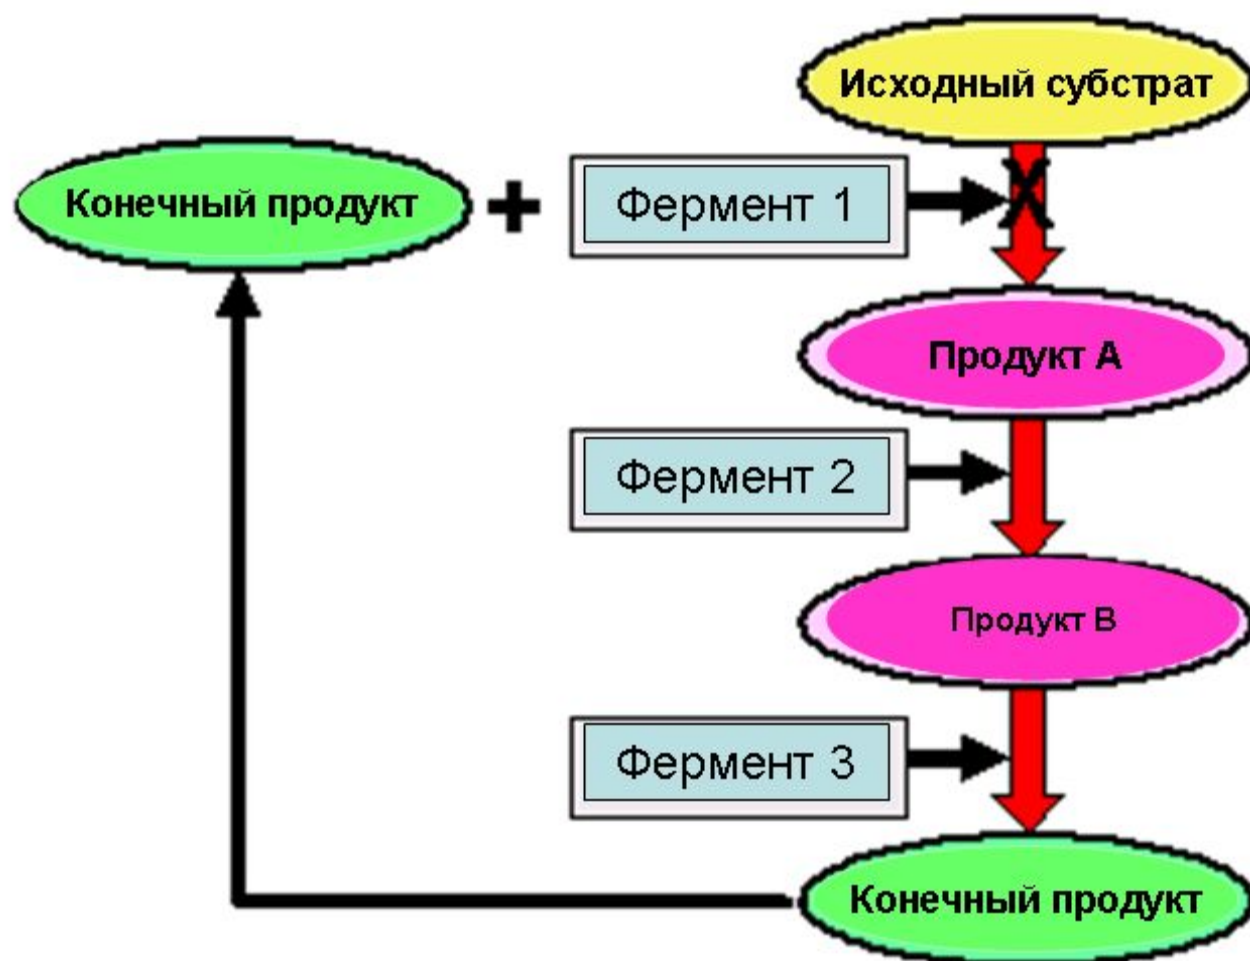 Исходный субстрат
Конечный продукт
+
Фермент 1
Продукт А
Фермент 2
Продукт В
Фермент 3
Конечный продукт